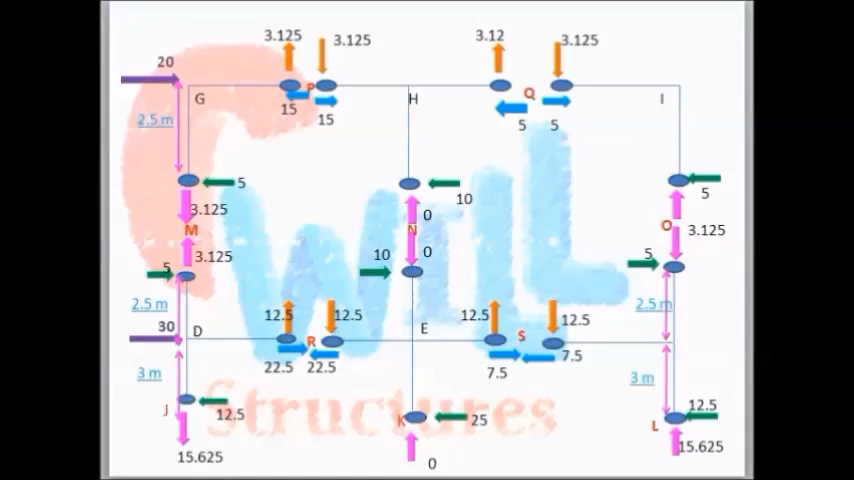 3.125 3.125 3.12 3.125
20
G P H Q I
15 15 5 5
2.5 m
5 10 5
3.125 0 O
M N 3.125
3.125 10 0 5
5
2.5 m 2.5 m
12.5 12.5 12.5 12.5
30 D R E S
22.5 22.5 7.5 7.5
3 m 3 m
J 12.5 K 25 L 12.5
Structures
15.625 0 15.625
CIVIL